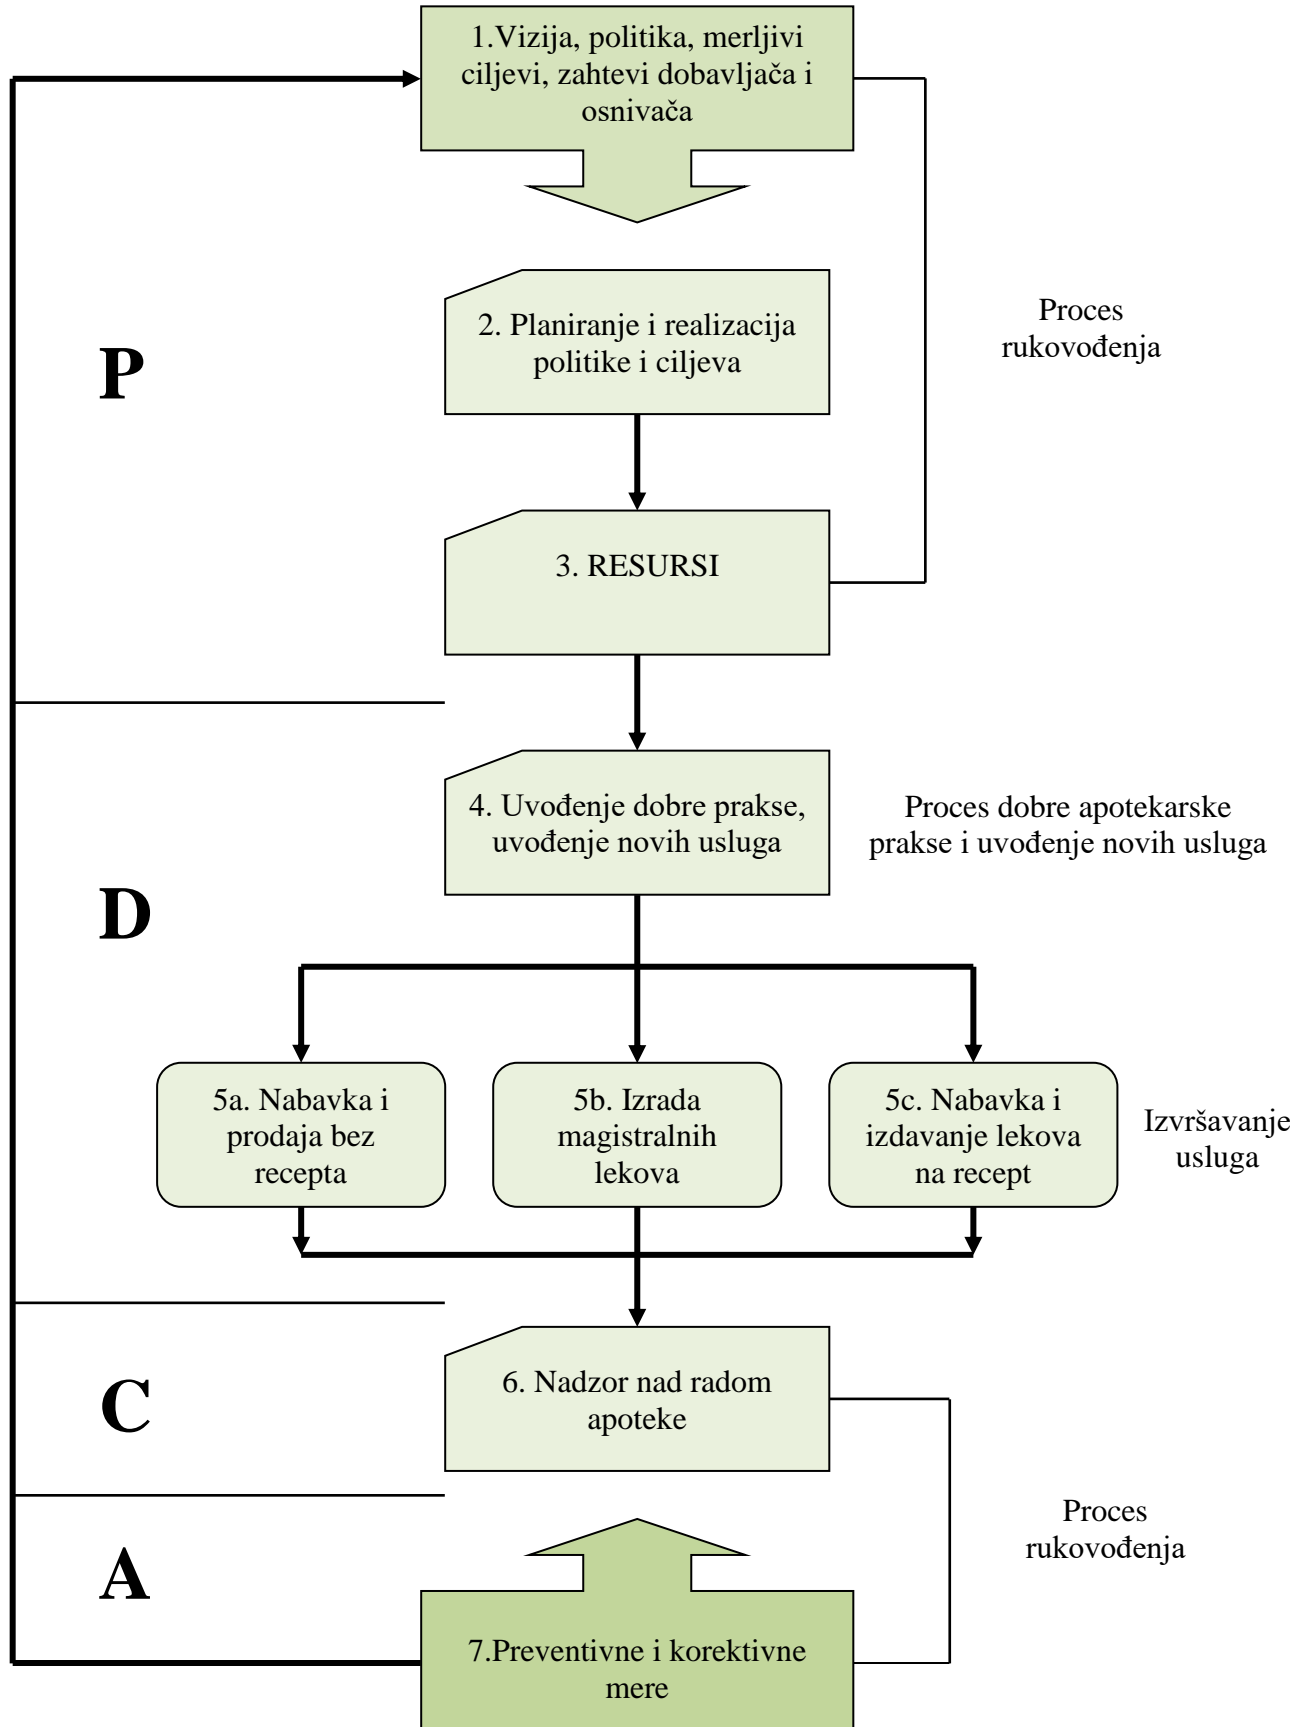 1.Vizija, politika, merljivi
ciljevi, zahtevi dobavljača i
osnivača
P
2. Planiranje i realizacija
politike i ciljeva
Proces
rukovođenja
3. RESURSI
D
4. Uvođenje dobre prakse,
uvođenje novih usluga
Proces dobre apotekarske
prakse i uvođenje novih usluga
5a. Nabavka i
prodaja bez
recepta
5b. Izrada
magistralnih
lekova
5c. Nabavka i
izdavanje lekova
na recept
Izvršavanje
usluga
C
6. Nadzor nad radom
apoteke
A
Proces
rukovođenja
7.Preventivne i korektivne
mere